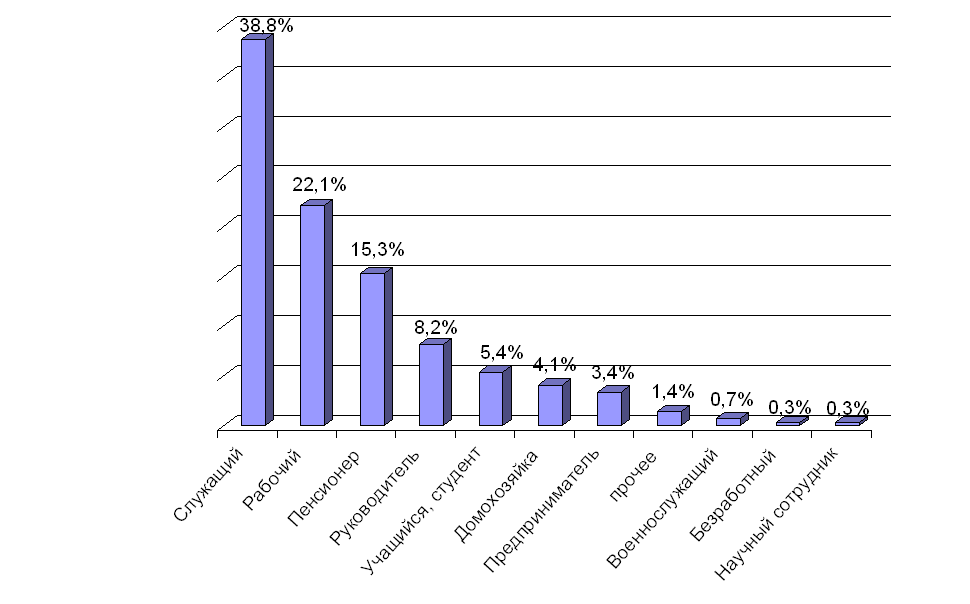 38,8%
22,1%
15,3%
8,2%
5,4%
4,1%
3,4%
1,4%
0,7%
0,3%
0,3%
Служащий
Рабочий
Пенсионер
Руководитель
Учащийся, студент
Домохозяйка
Предприниматель
прочее
Военнослужащий
Безработный
Научный сотрудник